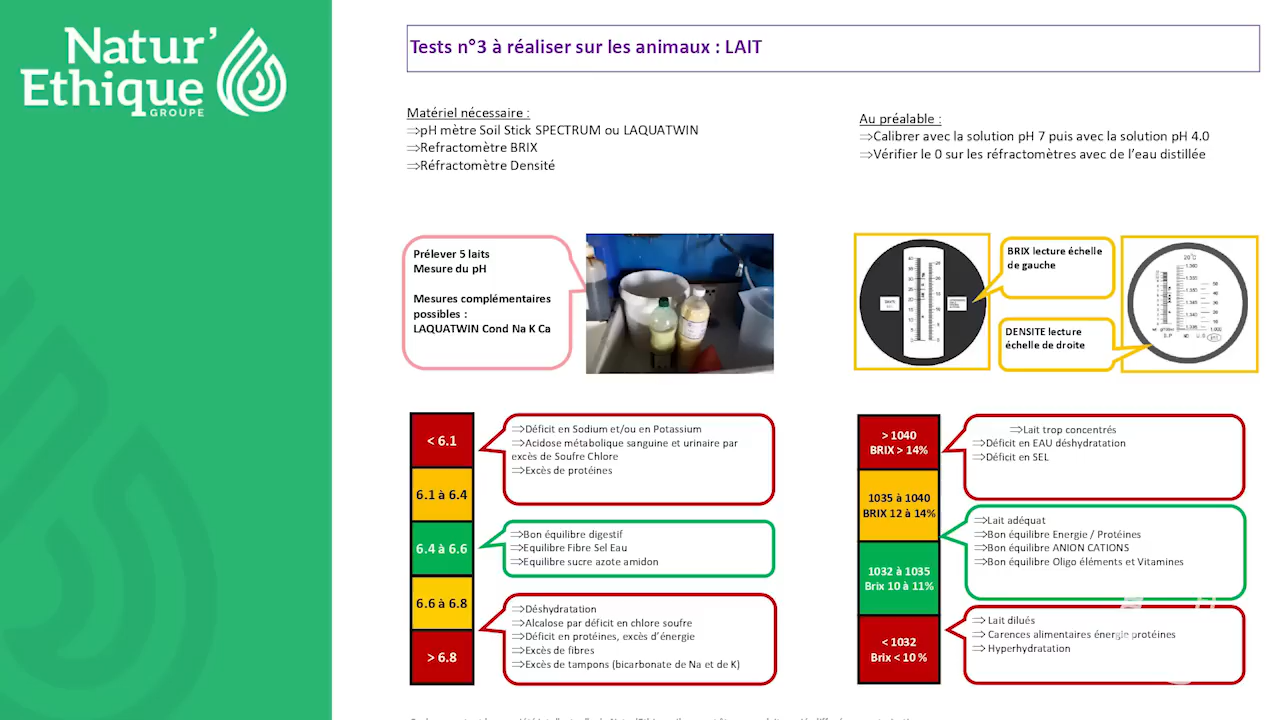 Natur'
Ethique
GROUPE
Tests n°3 à réaliser sur les animaux : LAIT
Matériel nécessaire :
⇒pH mètre Soil Stick SPECTRUM ou LAQUATWIN
⇒Refractomètre BRIX
⇒Réfractomètre Densité
Au préalable :
⇒Calibrer avec la solution pH 7 puis avec la solution pH 4.0
⇒Vérifier le 0 sur les réfractomètres avec de l'eau distillée
Prélever 5 laits
Mesure du pH
Mesures complémentaires
possibles :
LAQUATWIN Cond Na K Ca
BRIX lecture échelle
de gauche
DENSITE lecture
échelle de droite
20°C
< 6.1
6.1 à 6.4
6.4 à 6.6
6.6 à 6.8
> 6.8
⇒Déficit en Sodium et/ou en Potassium
⇒Acidose métabolique sanguine et urinaire par
excès de Soufre Chlore
⇒Excès de protéines
⇒Bon équilibre digestif
⇒Equilibre Fibre Sel Eau
⇒Equilibre sucre azote amidon
⇒Déshydratation
⇒Alcalose par déficit en chlore soufre
⇒Déficit en protéines, excès d'énergie
⇒Excès de fibres
⇒Excès de tampons (bicarbonate de Na et de K)
> 1040
BRIX > 14%
1035 à 1040
BRIX 12 à 14%
1032 à 1035
Brix 10 à 11%
< 1032
Brix < 10 %
⇒Lait trop concentrés
⇒Déficit en EAU déshydratation
⇒Déficit en SEL
⇒Lait adéquat
⇒Bon équilibre Energie / Protéines
⇒Bon équilibre ANION CATIONS
⇒Bon équilibre Oligo éléments et Vitamines
⇒ Lait dilués
⇒ Carences alimentaires énergie protéines
⇒ Hyperhydratation